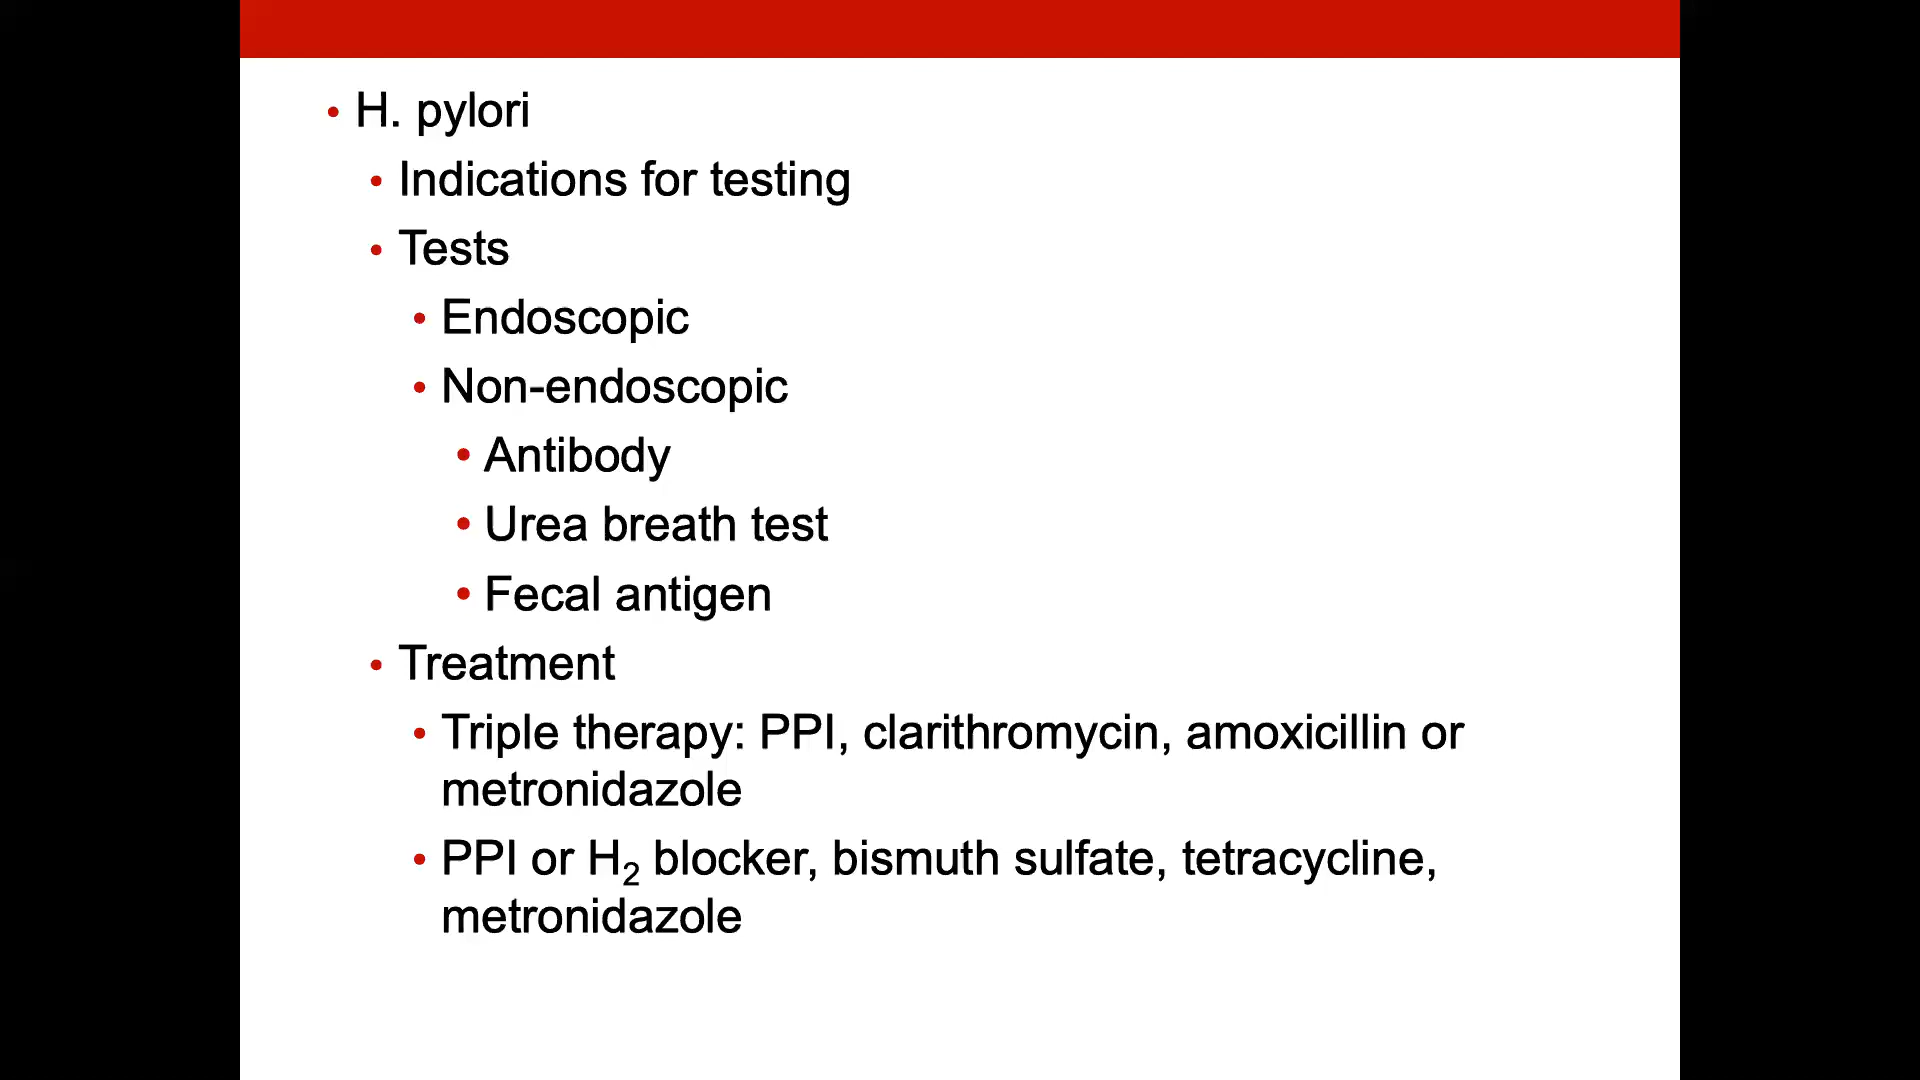 • H. pylori
• Indications for testing
• Tests
• Endoscopic
• Non-endoscopic
• Antibody
• Urea breath test
• Fecal antigen
• Treatment
• Triple therapy: PPI, clarithromycin, amoxicillin or
metronidazole
• PPI or H₂ blocker, bismuth sulfate, tetracycline,
metronidazole